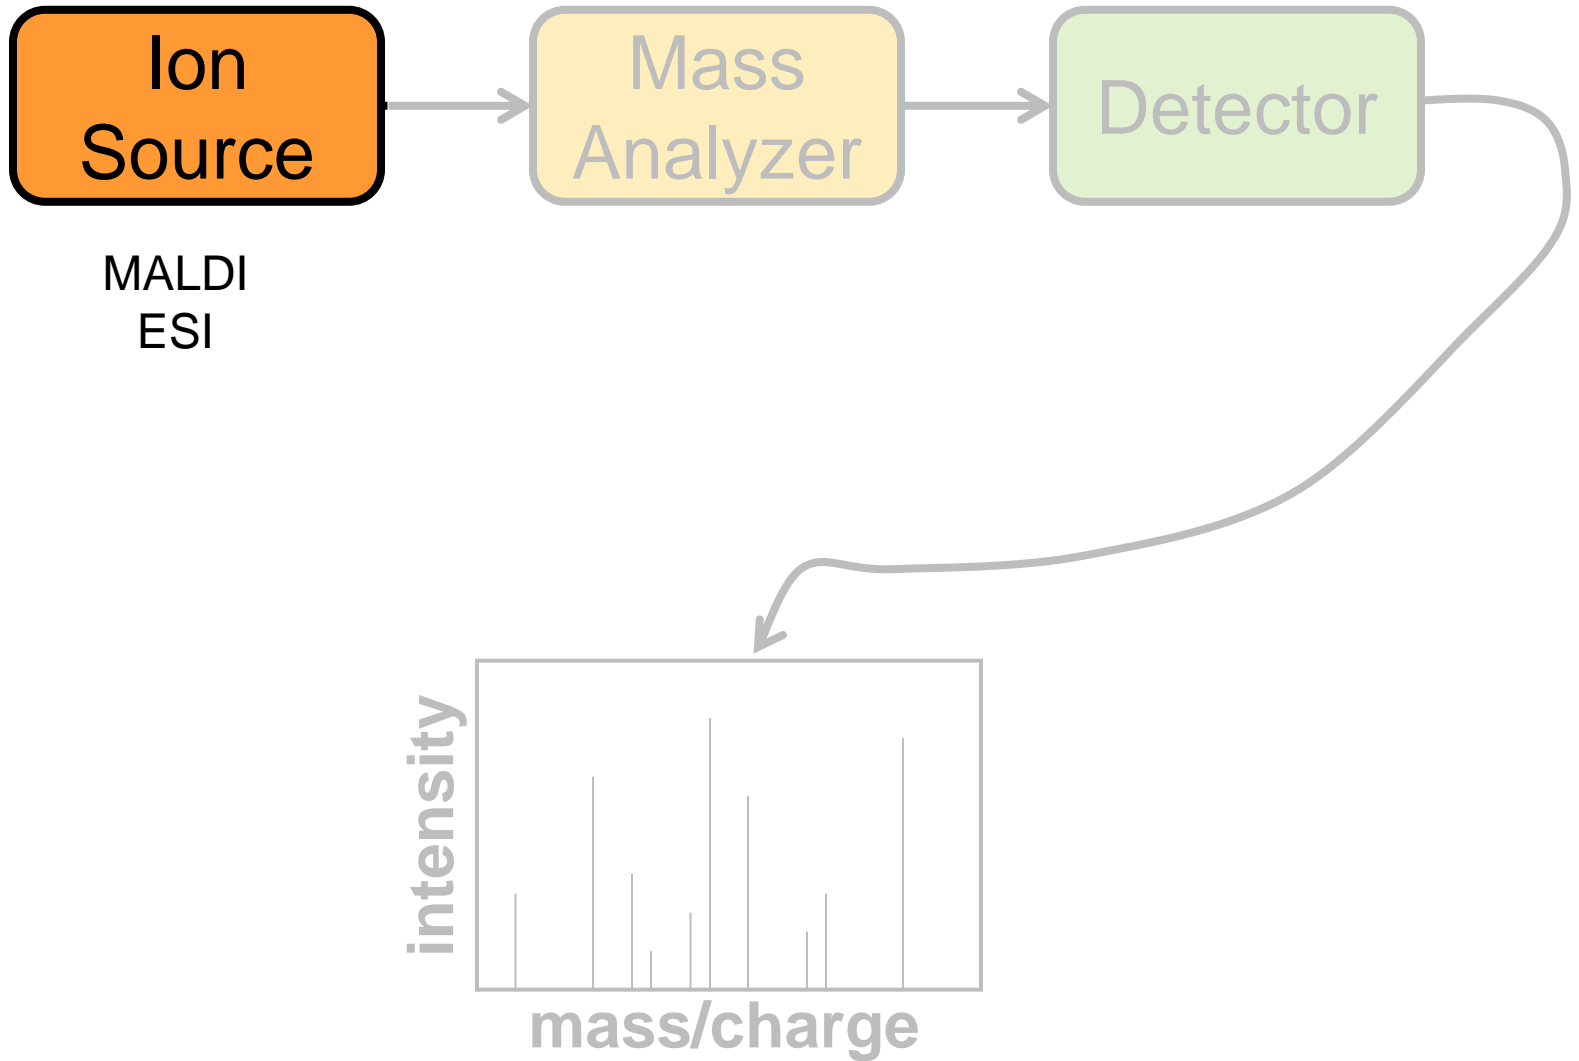 Ion
Source
Mass
Analyzer
Detector
MALDI
ESI
intensity
mass/charge